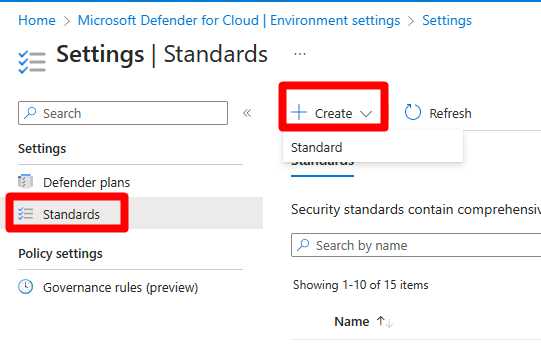 Home > Microsoft Defender for Cloud | Environment settings > Settings
Settings | Standards ...
Search «
Settings
Defender plans
Standards
Policy settings
Governance rules (preview)
+ Create Refresh
Standard
Standards
Security standards contain comprehensiv
Search by name
Showing 1-10 of 15 items
Name ↑↓